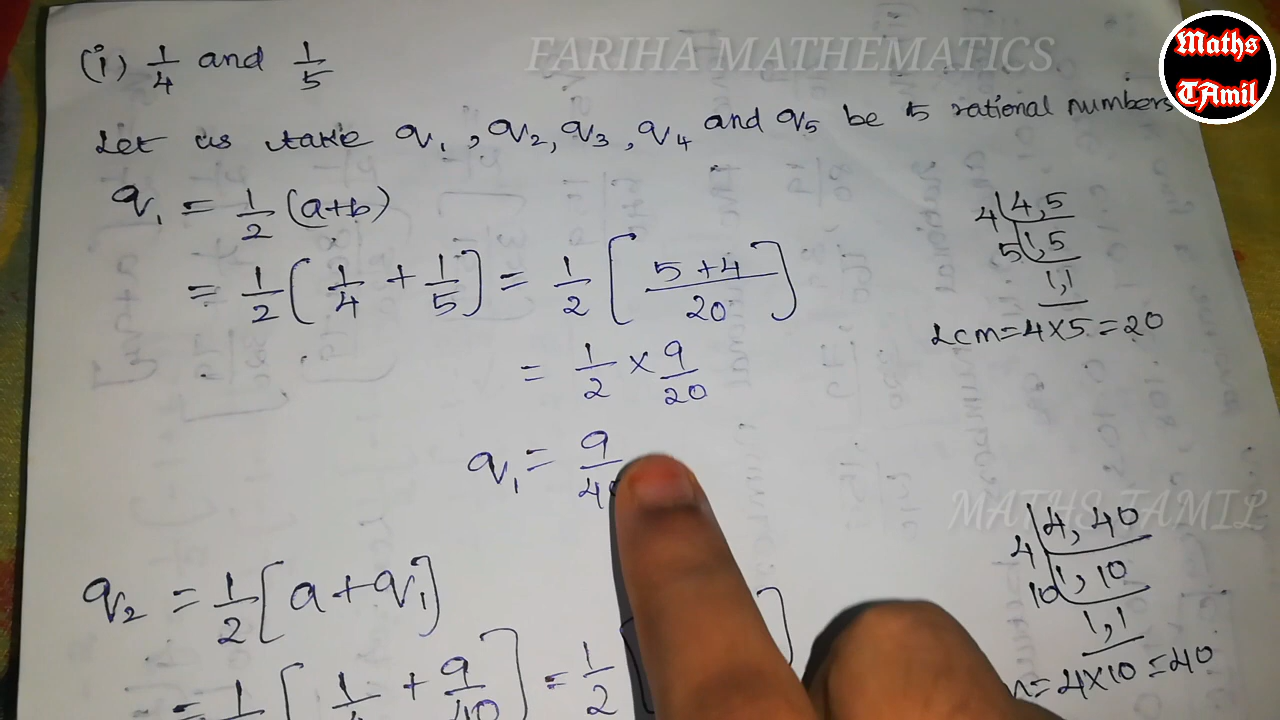 FARIHA MATHEMATICS
Maths
TAmil
(i) 1/4 and 1/5
Let us take q1, q2, q3, q4 and q5 be 5 rational numbers
q1 = 1/2 (a+b)
= 1/2 [1/4 + 1/5] = 1/2 [(5+4)/20]
= 1/2 × 9/20
q1 = 9/40
q2 = 1/2 [a + q1]
= 1/2 [1/4 + 9/40] = 1/2
4 | 4, 5
5 | 1, 5
1, 1
Lcm = 4×5 = 20
MATHS TAMIL
4 | 4, 40
10 | 1, 10
1, 1
= 4×10 = 40